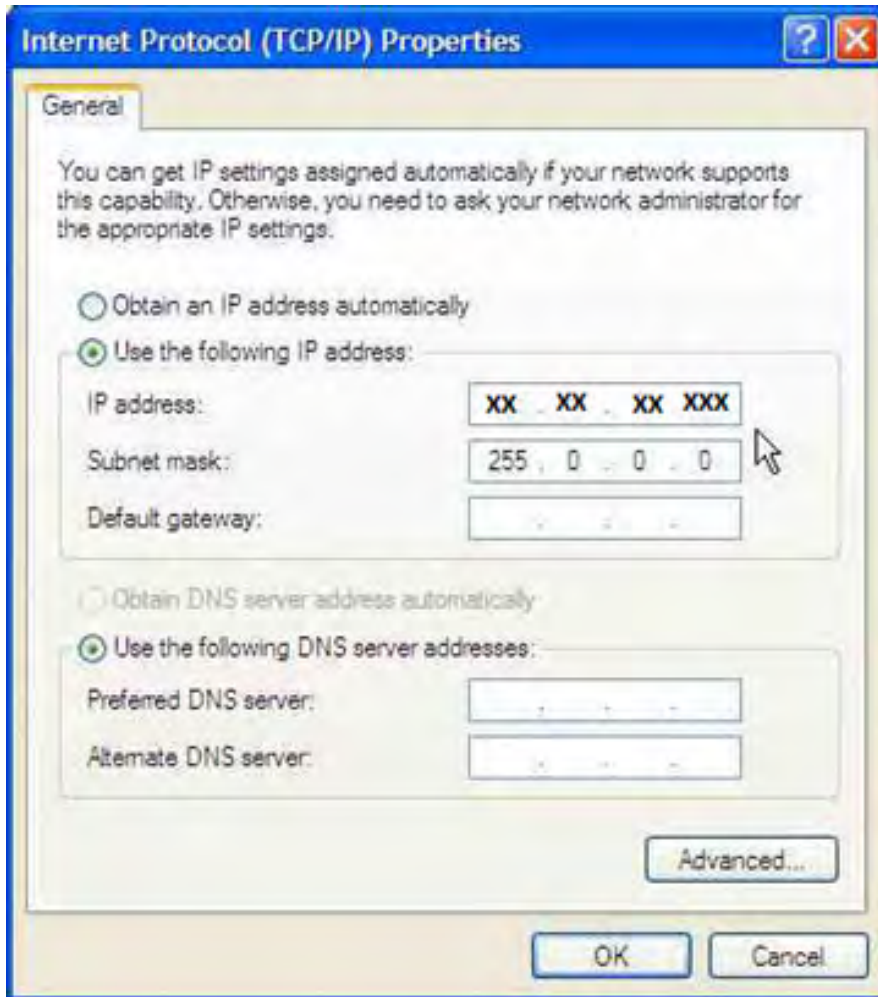 Internet Protocol (TCP/IP) Properties
?
General
You can get IP settings assigned automatically if your network supports
this capability. Otherwise, you need to ask your network administrator for
the appropriate IP settings.
Obtain an IP address automatically
Use the following IP address:
IP address: XX . XX . XX XXX
Subnet mask: 255 . 0 . 0 . 0
Default gateway: . . .
Obtain DNS server address automatically
Use the following DNS server addresses:
Preferred DNS server: . . .
Alternate DNS server: . . .
Advanced...
OK Cancel